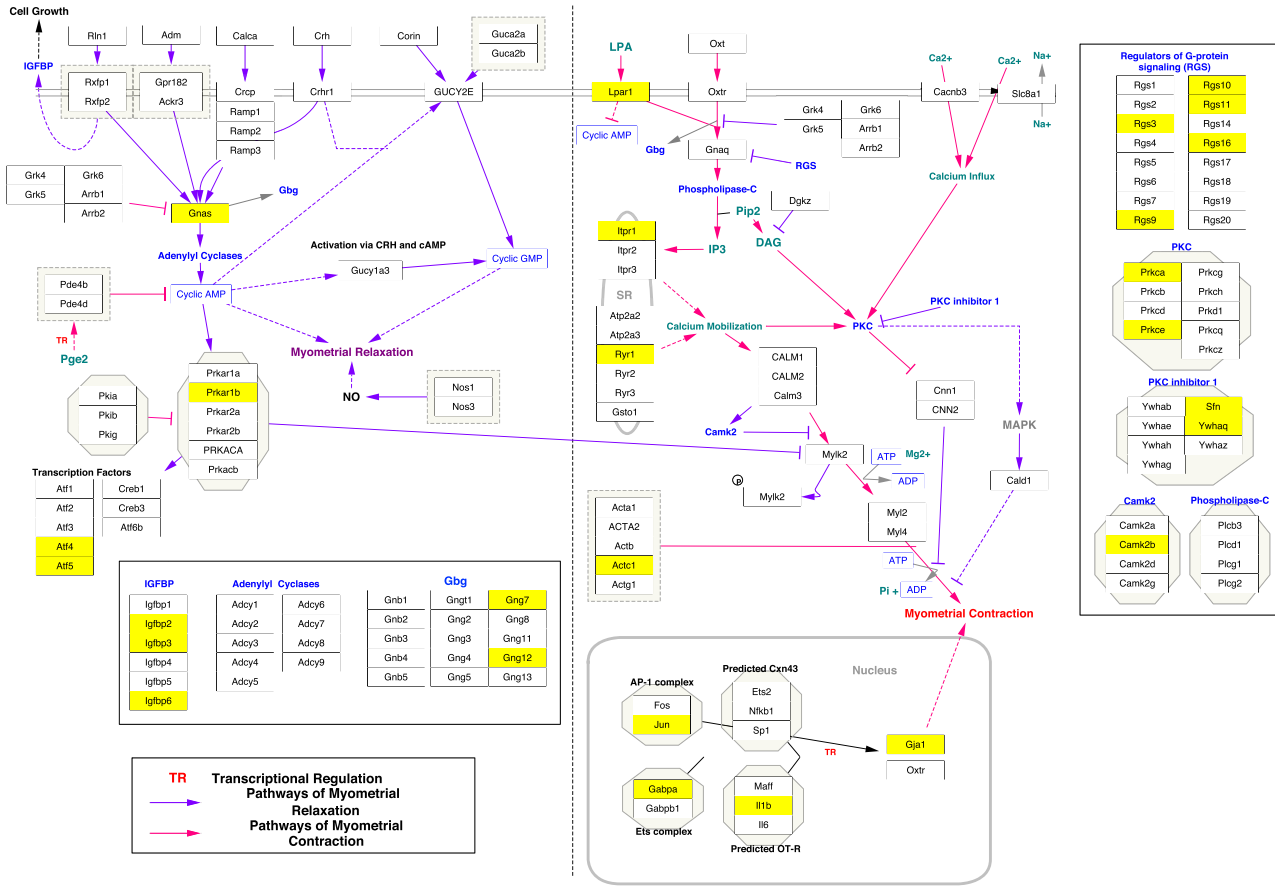 Cell Growth
IGFBP
Rln1
Adm
Calca
Crh
Corin
Guca2a
Guca2b
Rxfp1
Rxfp2
Gpr182
Ackr3
Crcp
Ramp1
Ramp2
Ramp3
Crhr1
GUCY2E
Grk4
Grk5
Grk6
Arrb1
Arrb2
Gnas
Gbg
Adenylyl Cyclases
Activation via CRH and cAMP
Gucy1a3
Cyclic GMP
Pde4b
Pde4d
Cyclic AMP
TR
Pge2
Myometrial Relaxation
NO
Nos1
Nos3
Pkia
Pkib
Pkig
Prkar1a
Prkar1b
Prkar2a
Prkar2b
PRKACA
Prkacb
Transcription Factors
Atf1
Atf2
Atf3
Atf4
Atf5
Creb1
Creb3
Atf6b
IGFBP
Igfbp1
Igfbp2
Igfbp3
Igfbp4
Igfbp5
Igfbp6
Adenylyl Cyclases
Adcy1
Adcy2
Adcy3
Adcy4
Adcy5
Adcy6
Adcy7
Adcy8
Adcy9
Gbg
Gnb1
Gnb2
Gnb3
Gnb4
Gnb5
Gngt1
Gng2
Gng3
Gng4
Gng5
Gng7
Gng8
Gng11
Gng12
Gng13
TR Transcriptional Regulation
Pathways of Myometrial
Relaxation
Pathways of Myometrial
Contraction
LPA
Lpar1
Cyclic AMP
Oxt
Oxtr
Gbg
Gnaq
Grk4
Grk5
Grk6
Arrb1
Arrb2
RGS
Phospholipase-C
Pip2
Dgkz
IP3
DAG
Ca2+
Cacnb3
Ca2+
Na+
Slc8a1
Na+
Calcium Influx
Itpr1
Itpr2
Itpr3
SR
Atp2a2
Atp2a3
Ryr1
Ryr2
Ryr3
Gsto1
Calcium Mobilization
PKC
PKC inhibitor 1
CALM1
CALM2
Calm3
Camk2
Cnn1
CNN2
MAPK
Cald1
Mylk2
ATP
Mg2+
ADP
P
Mylk2
Acta1
ACTA2
Actb
Actc1
Actg1
Myl2
Myl4
ATP
Pi +
ADP
Myometrial Contraction
Nucleus
AP-1 complex
Fos
Jun
Predicted Cxn43
Ets2
Nfkb1
Sp1
TR
Gja1
Oxtr
Gabpa
Gabpb1
Ets complex
Maff
Il1b
Il6
Predicted OT-R
Regulators of G-protein
signaling (RGS)
Rgs1
Rgs2
Rgs3
Rgs4
Rgs5
Rgs6
Rgs7
Rgs9
Rgs10
Rgs11
Rgs14
Rgs16
Rgs17
Rgs18
Rgs19
Rgs20
PKC
Prkca
Prkcb
Prkcd
Prkce
Prkcg
Prkch
Prkd1
Prkcq
Prkcz
PKC inhibitor 1
Ywhab
Ywhae
Ywhah
Ywhag
Sfn
Ywhaq
Ywhaz
Camk2
Camk2a
Camk2b
Camk2d
Camk2g
Phospholipase-C
Plcb3
Plcd1
Plcg1
Plcg2